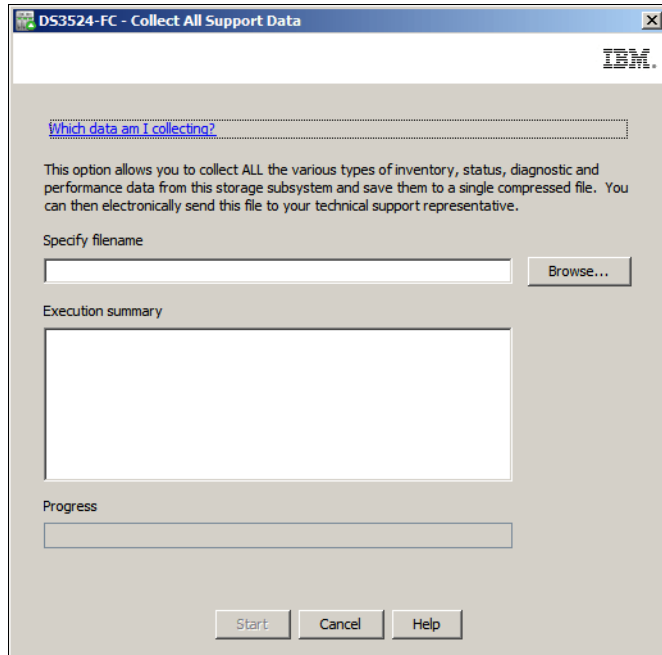 DS3524-FC - Collect All Support Data
IBM.
Which data am I collecting?
This option allows you to collect ALL the various types of inventory, status, diagnostic and
performance data from this storage subsystem and save them to a single compressed file. You
can then electronically send this file to your technical support representative.
Specify filename
Browse...
Execution summary
Progress
Start Cancel Help